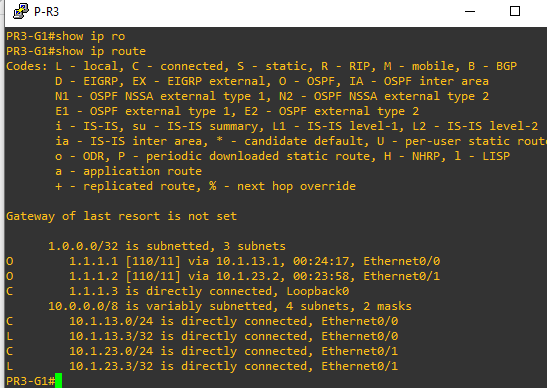 P-R3
PR3-G1#show ip ro
PR3-G1#show ip route
Codes: L - local, C - connected, S - static, R - RIP, M - mobile, B - BGP
       D - EIGRP, EX - EIGRP external, O - OSPF, IA - OSPF inter area
       N1 - OSPF NSSA external type 1, N2 - OSPF NSSA external type 2
       E1 - OSPF external type 1, E2 - OSPF external type 2
       i - IS-IS, su - IS-IS summary, L1 - IS-IS level-1, L2 - IS-IS level-2
       ia - IS-IS inter area, * - candidate default, U - per-user static rout
       o - ODR, P - periodic downloaded static route, H - NHRP, l - LISP
       a - application route
       + - replicated route, % - next hop override

Gateway of last resort is not set

      1.0.0.0/32 is subnetted, 3 subnets
O        1.1.1.1 [110/11] via 10.1.13.1, 00:24:17, Ethernet0/0
O        1.1.1.2 [110/11] via 10.1.23.2, 00:23:58, Ethernet0/1
C        1.1.1.3 is directly connected, Loopback0
      10.0.0.0/8 is variably subnetted, 4 subnets, 2 masks
C        10.1.13.0/24 is directly connected, Ethernet0/0
L        10.1.13.3/32 is directly connected, Ethernet0/0
C        10.1.23.0/24 is directly connected, Ethernet0/1
L        10.1.23.3/32 is directly connected, Ethernet0/1
PR3-G1#